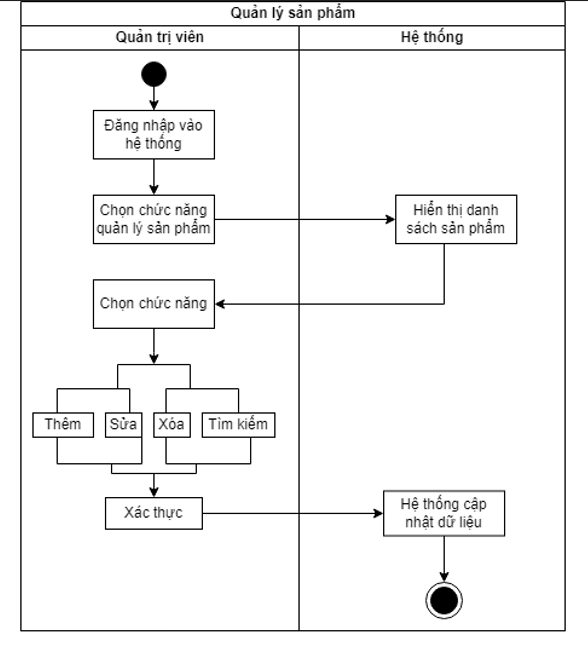 Quản lý sản phẩm
Quản trị viên
Hệ thống
Đăng nhập vào
hệ thống
Chọn chức năng
quản lý sản phẩm
Hiển thị danh
sách sản phẩm
Chọn chức năng
Thêm
Sửa
Xóa
Tìm kiếm
Xác thực
Hệ thống cập
nhật dữ liệu